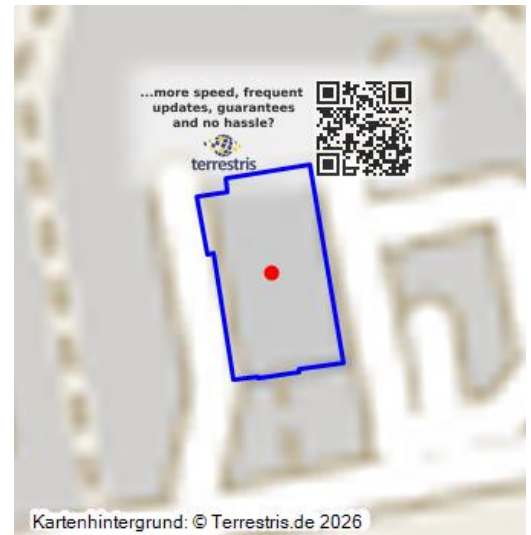 ...more speed, frequent
updates, guarantees
and no hassle?
terrestris
Kartenhintergrund: © Terrestris.de 2026